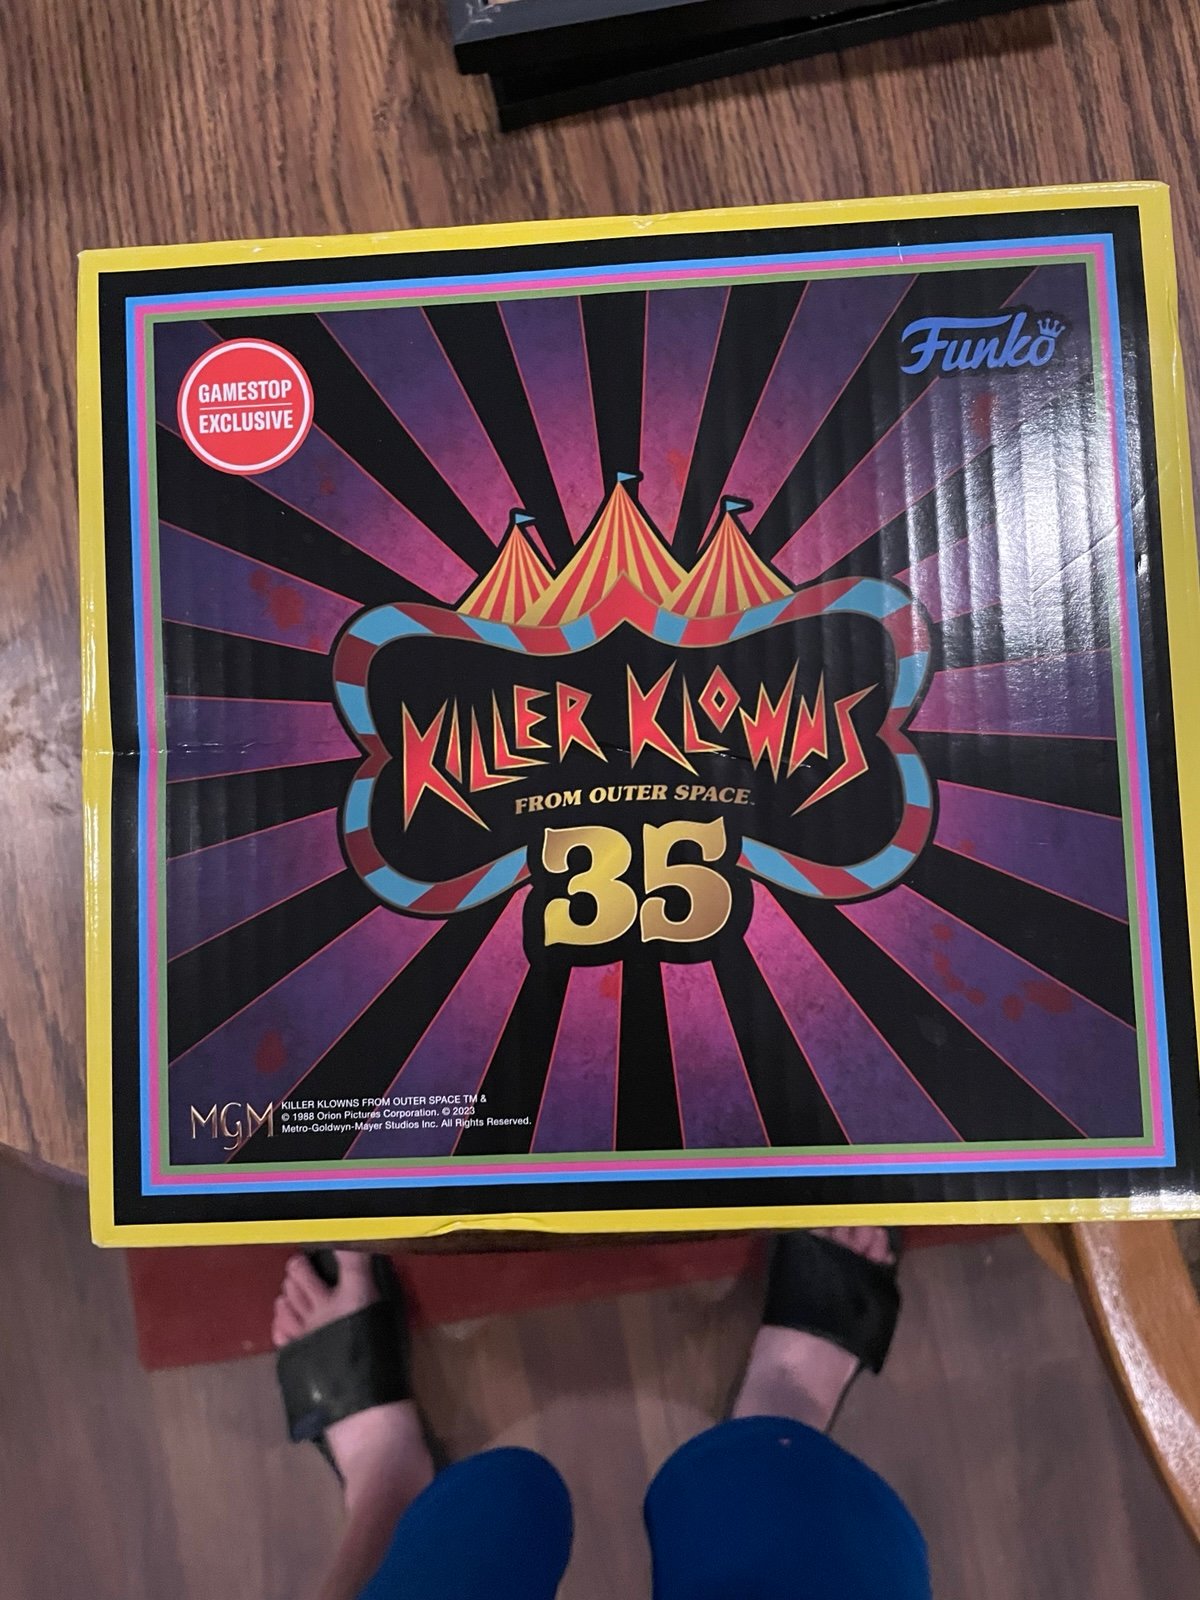 GAMESTOP
EXCLUSIVE
Funko
KILLER KLOWNS
FROM OUTER SPACE™
35
MGM
KILLER KLOWNS FROM OUTER SPACE TM &
© 1988 Orion Pictures Corporation. © 2023
Metro-Goldwyn-Mayer Studios Inc. All Rights Reserved.